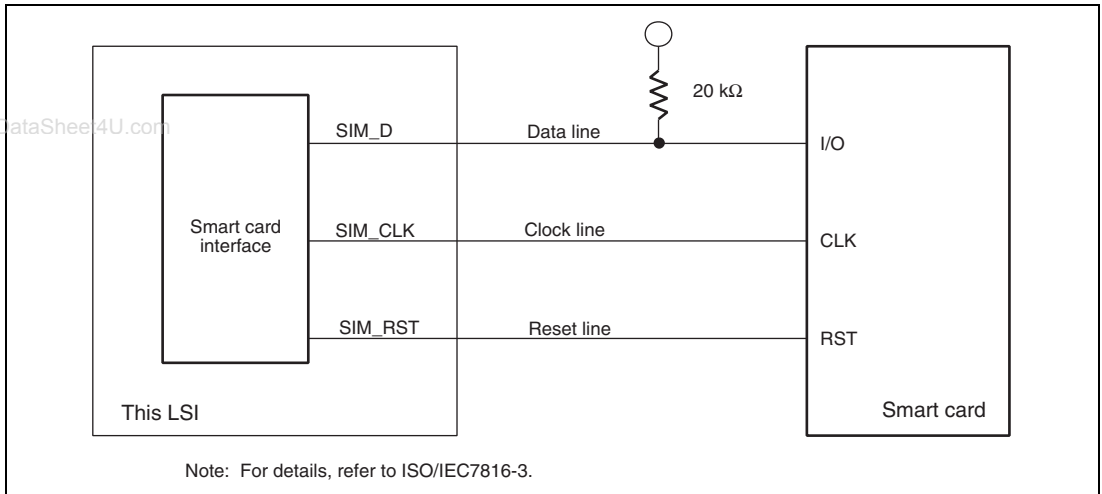 20 kΩ
DataSheet4U.com
SIM_D
Data line
I/O
Smart card
interface
SIM_CLK
Clock line
CLK
SIM_RST
Reset line
RST
This LSI
Smart card
Note: For details, refer to ISO/IEC7816-3.